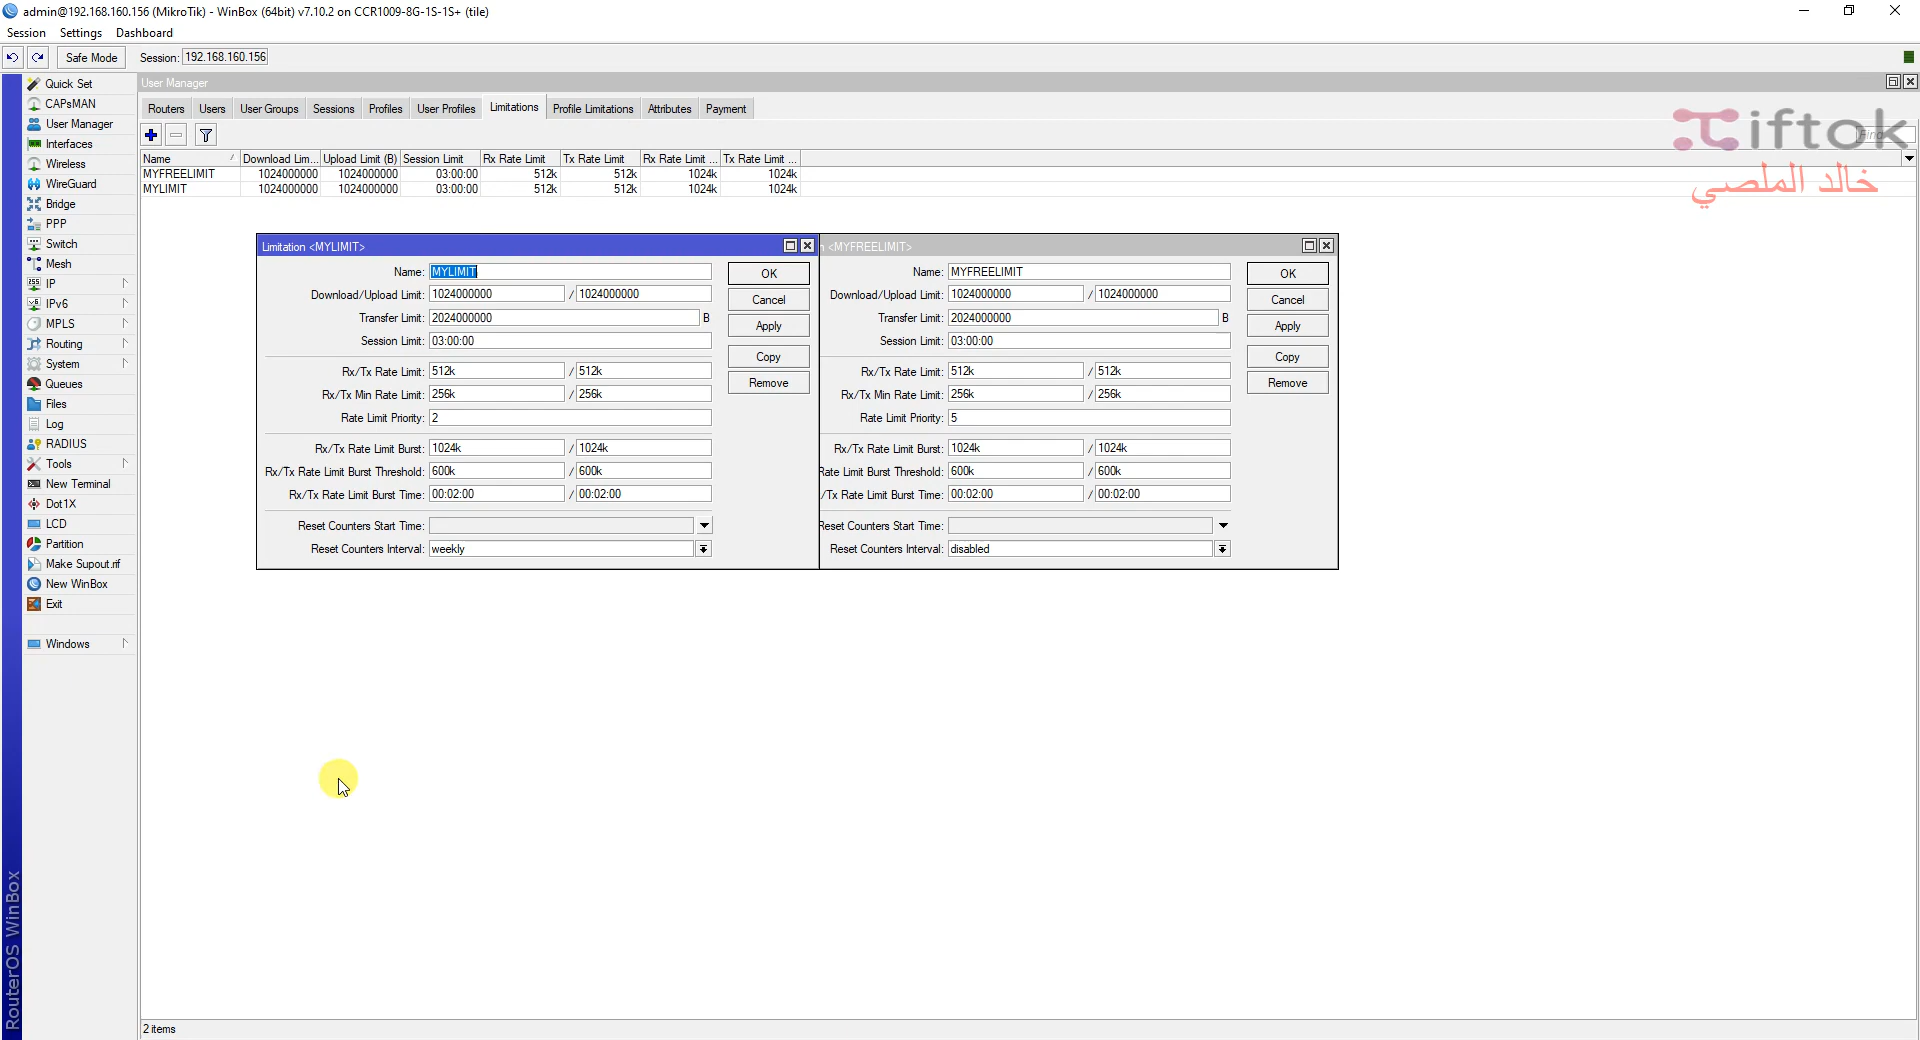 admin@192.168.160.156 (MikroTik) - WinBox (64bit) v7.10.2 on CCR1009-8G-1S-1S+ (tile)
Session Settings Dashboard
Safe Mode Session: 192.168.160.156
User Manager
Routers Users User Groups Sessions Profiles User Profiles Limitations Profile Limitations Attributes Payment
Find
iftok
خالد الملصي
Name Download Lim... Upload Limit (B) Session Limit Rx Rate Limit Tx Rate Limit Rx Rate Limit ... Tx Rate Limit ...
MYFREELIMIT 1024000000 1024000000 03:00:00 512k 512k 1024k 1024k
MYLIMIT 1024000000 1024000000 03:00:00 512k 512k 1024k 1024k
Quick Set
CAPsMAN
User Manager
Interfaces
Wireless
WireGuard
Bridge
PPP
Switch
Mesh
IP
IPv6
MPLS
Routing
System
Queues
Files
Log
RADIUS
Tools
New Terminal
Dot1X
LCD
Partition
Make Supout.rif
New WinBox
Exit
Windows
RouterOS WinBox
Limitation <MYLIMIT>
Name: MYLIMIT
Download/Upload Limit: 1024000000 / 1024000000
Transfer Limit: 2024000000 B
Session Limit: 03:00:00
Rx/Tx Rate Limit: 512k / 512k
Rx/Tx Min Rate Limit: 256k / 256k
Rate Limit Priority: 2
Rx/Tx Rate Limit Burst: 1024k / 1024k
Rx/Tx Rate Limit Burst Threshold: 600k / 600k
Rx/Tx Rate Limit Burst Time: 00:02:00 / 00:02:00
Reset Counters Start Time:
Reset Counters Interval: weekly
OK
Cancel
Apply
Copy
Remove
n <MYFREELIMIT>
Name: MYFREELIMIT
Download/Upload Limit: 1024000000 / 1024000000
Transfer Limit: 2024000000 B
Session Limit: 03:00:00
Rx/Tx Rate Limit: 512k / 512k
Rx/Tx Min Rate Limit: 256k / 256k
Rate Limit Priority: 5
Rx/Tx Rate Limit Burst: 1024k / 1024k
Rate Limit Burst Threshold: 600k / 600k
/Tx Rate Limit Burst Time: 00:02:00 / 00:02:00
Reset Counters Start Time:
Reset Counters Interval: disabled
OK
Cancel
Apply
Copy
Remove
2 items